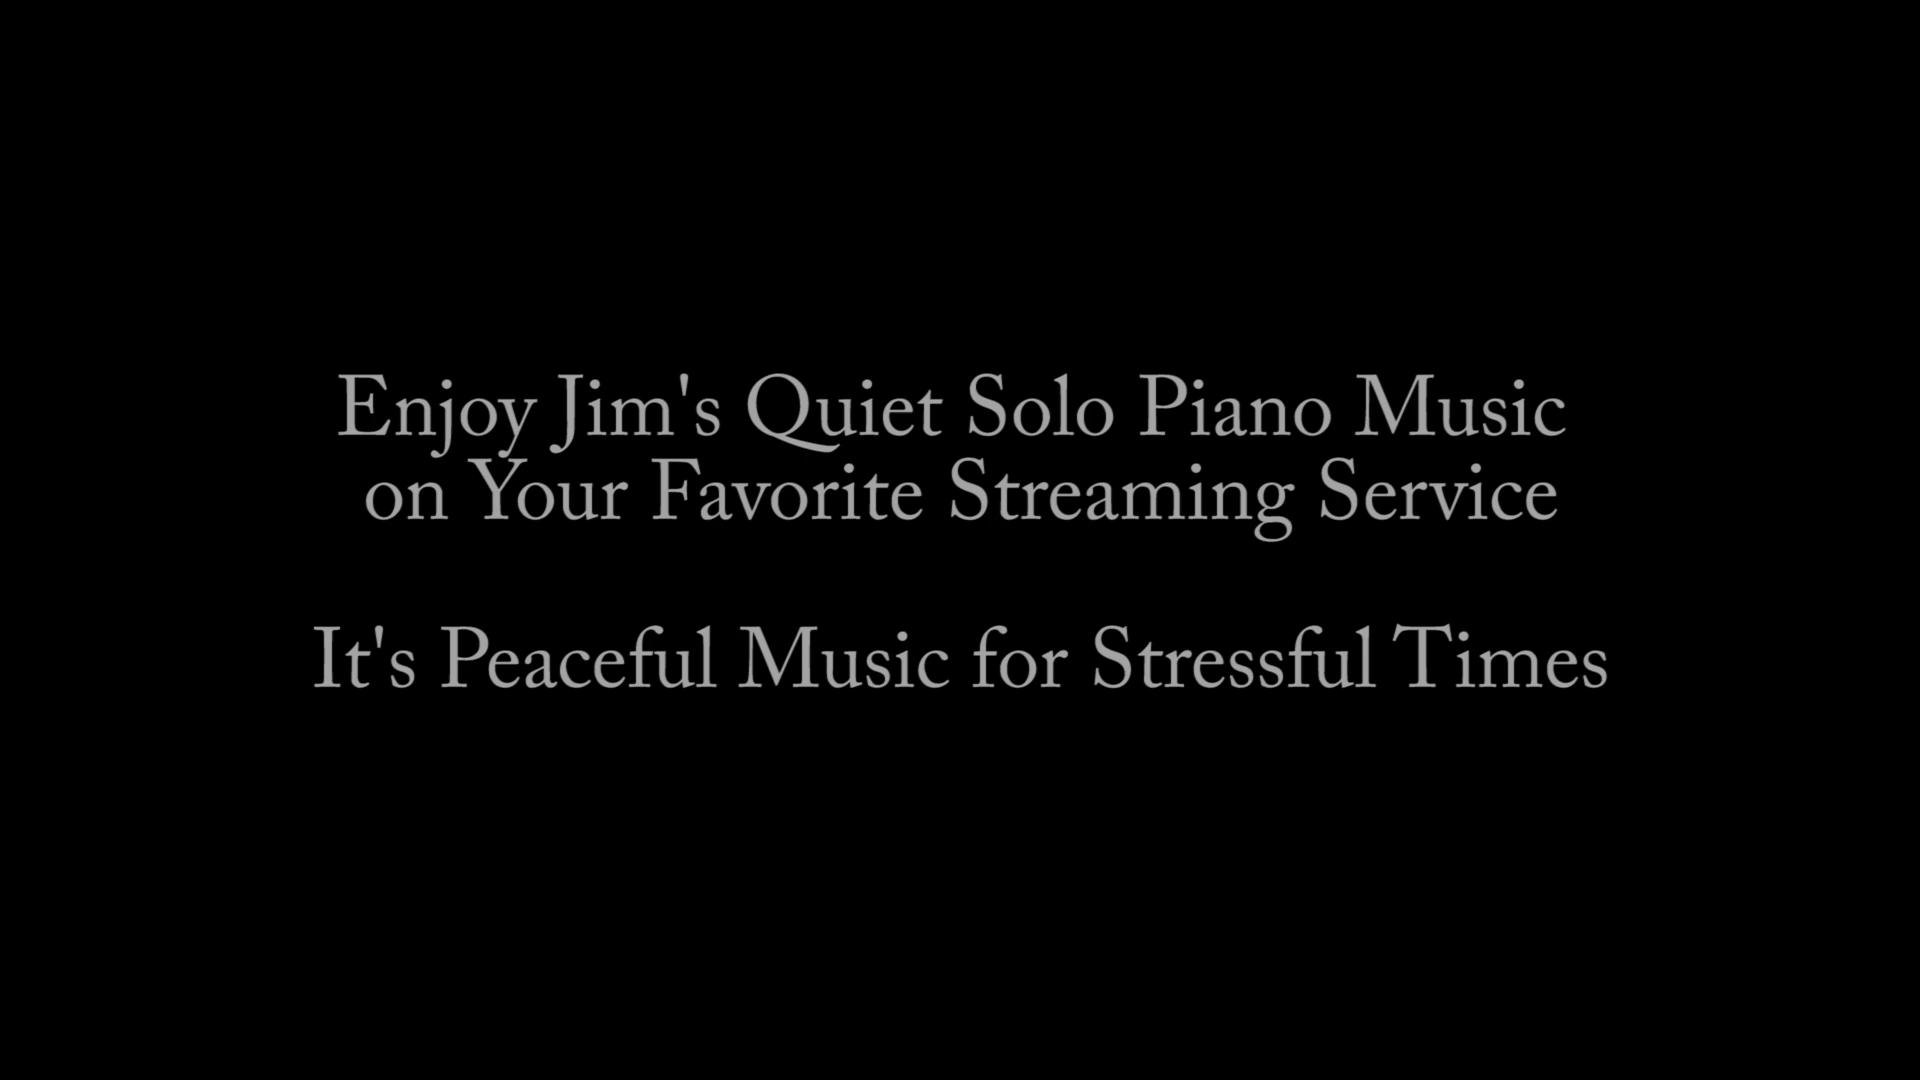 Enjoy Jim's Quiet Solo Piano Music
on Your Favorite Streaming Service
It's Peaceful Music for Stressful Times